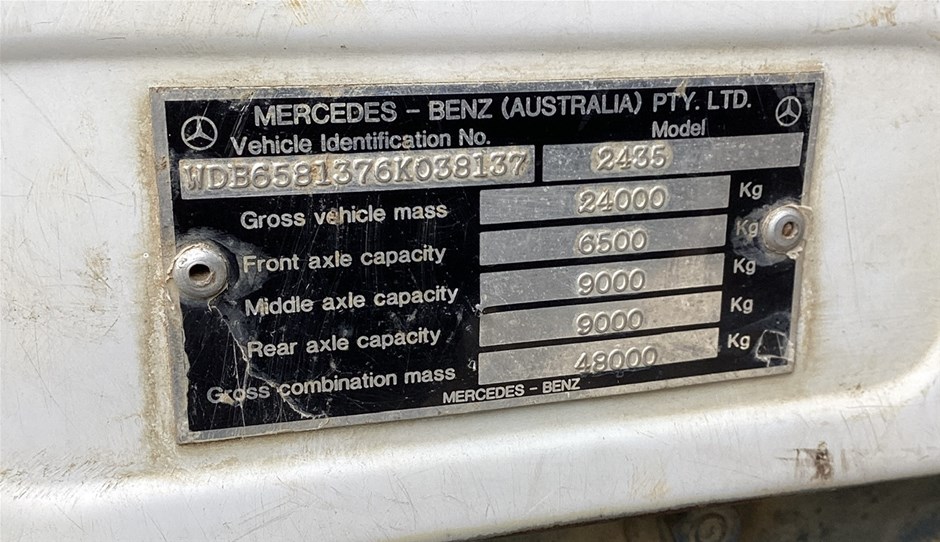 MERCEDES - BENZ (AUSTRALIA) PTY. LTD.
Vehicle Identification No. Model
WDB6581376K038137 2435
Gross vehicle mass 24000 Kg
Front axle capacity 6500 Kg
Middle axle capacity 9000 Kg
Rear axle capacity 9000 Kg
Gross combination mass 48000 Kg
MERCEDES - BENZ